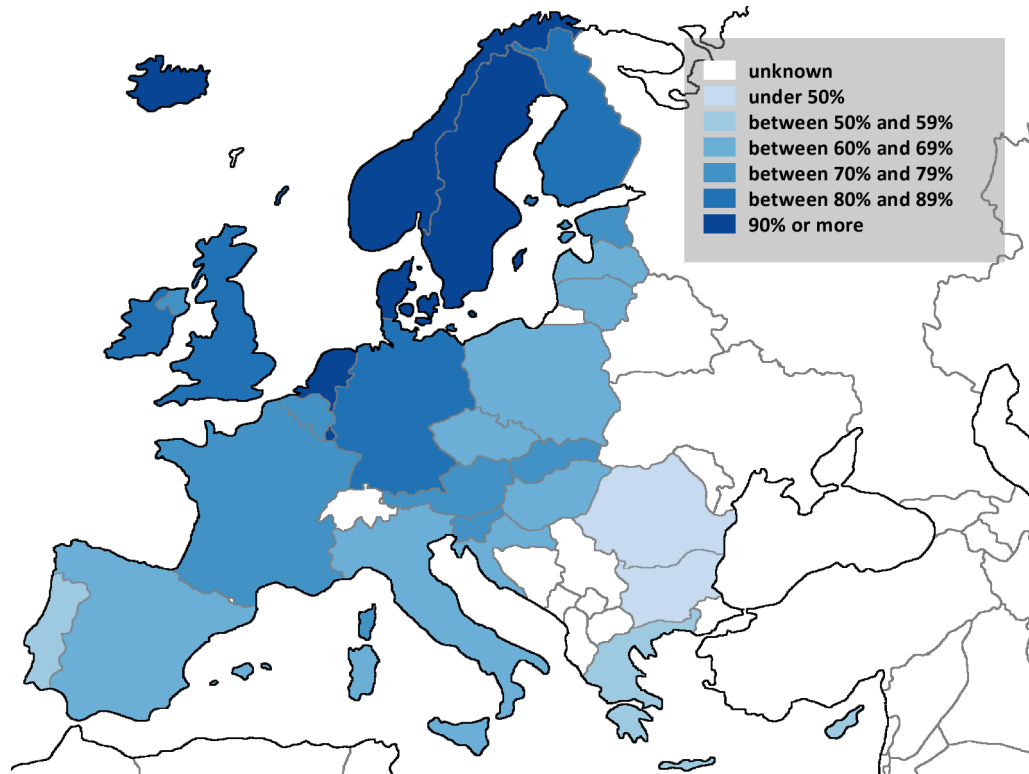 unknown
under 50%
between 50% and 59%
between 60% and 69%
between 70% and 79%
between 80% and 89%
90% or more